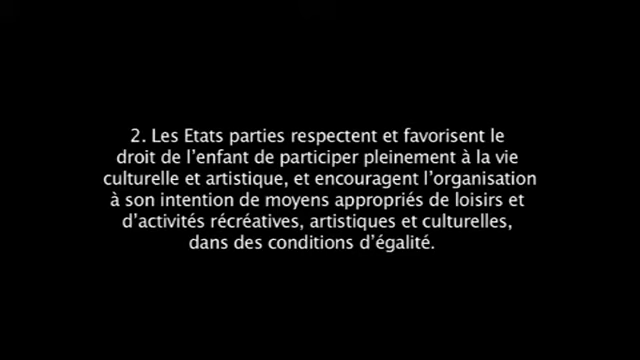 2. Les Etats parties respectent et favorisent le
droit de l’enfant de participer pleinement à la vie
culturelle et artistique, et encouragent l’organisation
à son intention de moyens appropriés de loisirs et
d’activités récréatives, artistiques et culturelles,
dans des conditions d’égalité.